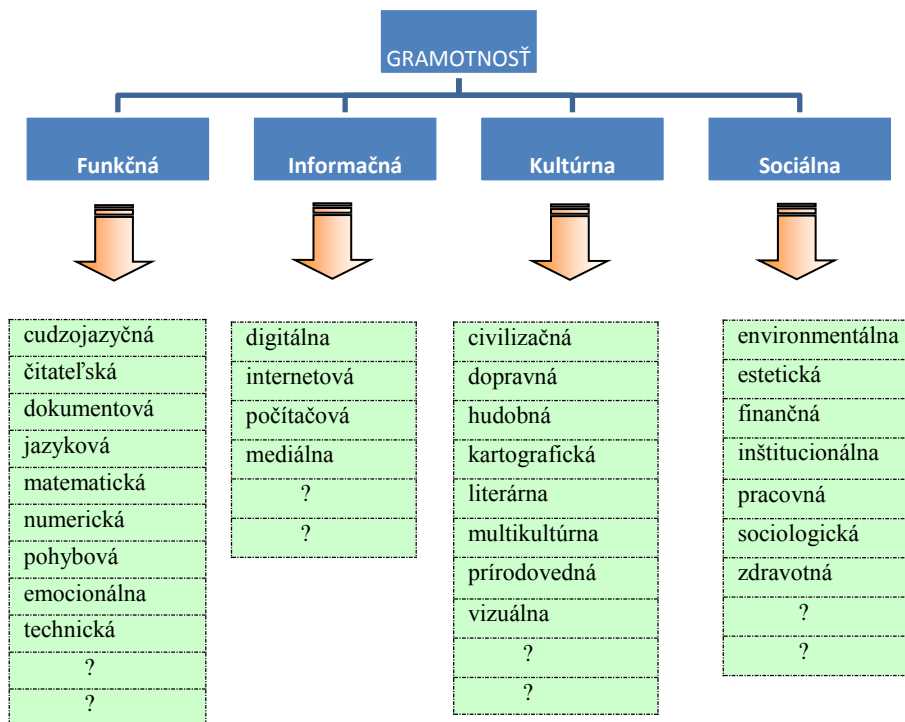 GRAMOTNOSŤ
Funkčná
Informačná
Kultúrna
Sociálna
cudzojazyčná
čitateľská
dokumentová
jazyková
matematická
numerická
pohybová
emocionálna
technická
?
?
digitálna
internetová
počítačová
mediálna
?
?
civilizačná
dopravná
hudobná
kartografická
literárna
multikultúrna
prírodovedná
vizuálna
?
?
environmentálna
estetická
finančná
inštitucionálna
pracovná
sociologická
zdravotná
?
?